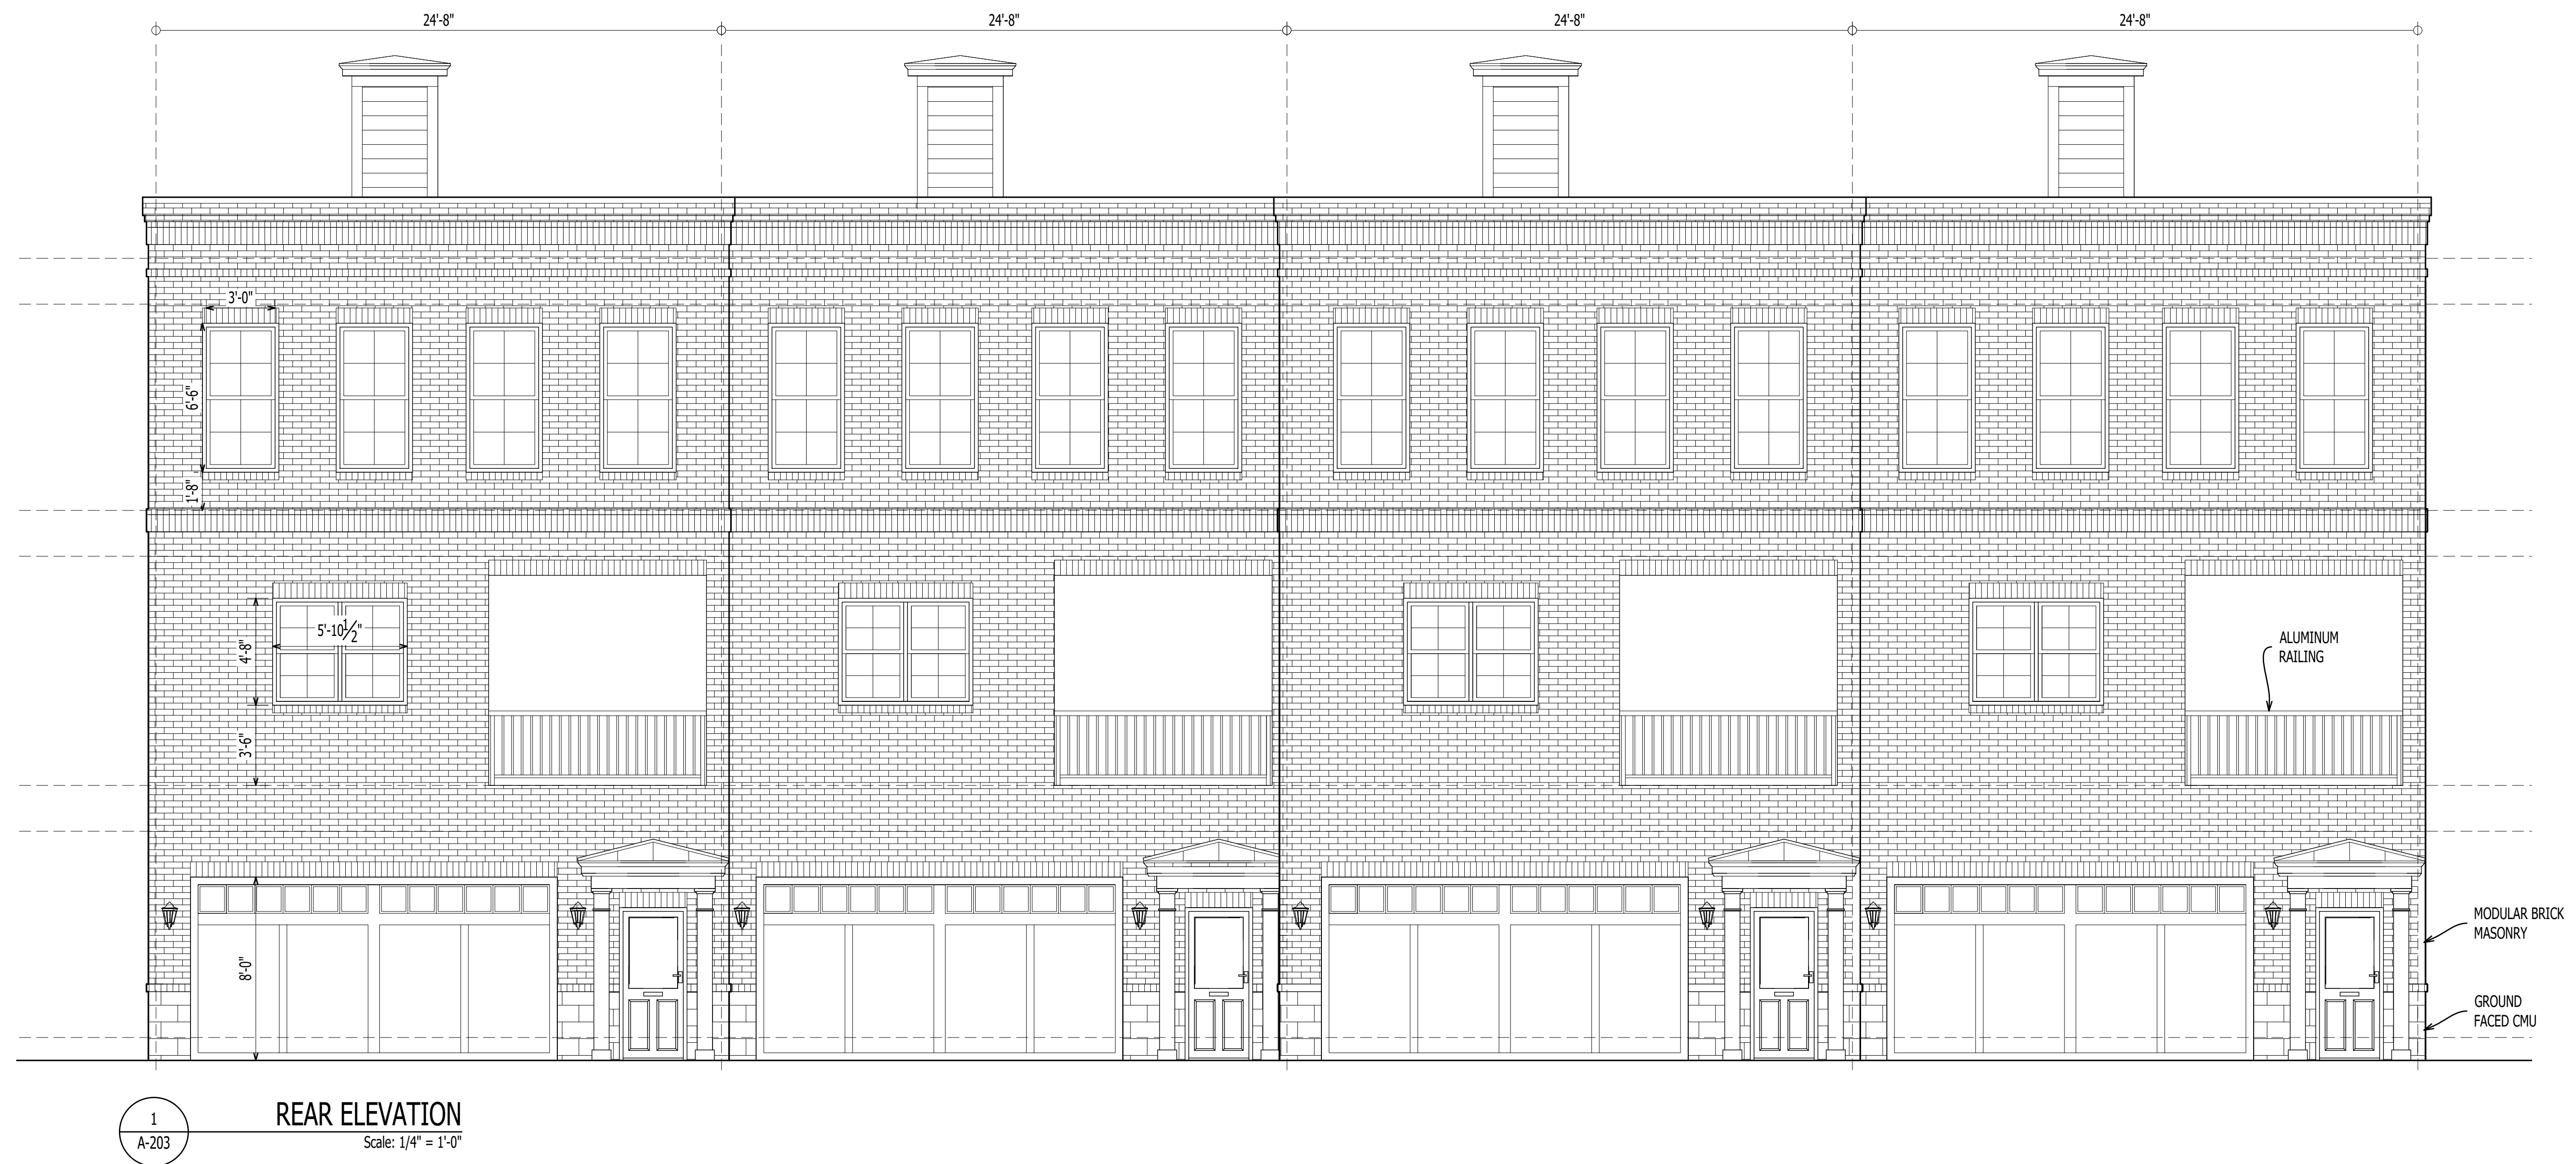 24'-8"
24'-8"
24'-8"
24'-8"
3'-0"
6'-6"
1'-8"
5'-10 1/2"
4'-8"
3'-6"
ALUMINUM
RAILING
8'-0"
MODULAR BRICK
MASONRY
GROUND
FACED CMU
1
A-203
REAR ELEVATION
Scale: 1/4" = 1'-0"